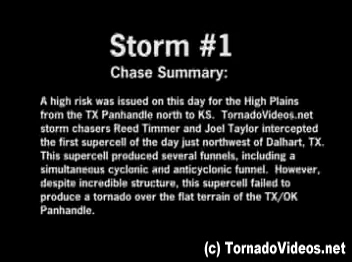 Storm #1
Chase Summary:
A high risk was issued on this day for the High Plains
from the TX Panhandle north to KS. TornadoVideos.net
storm chasers Reed Timmer and Joel Taylor intercepted
the first supercell of the day just northwest of Dalhart, TX.
This supercell produced several funnels, including a
simultaneous cyclonic and anticyclonic funnel. However,
despite incredible structure, this supercell failed to
produce a tornado over the flat terrain of the TX/OK
Panhandle.
(c) TornadoVideos.net